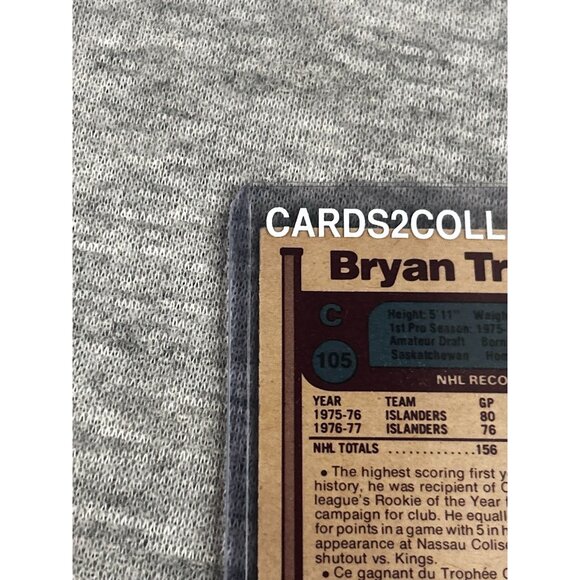 CARDS2COLL
Bryan Tr
C
Height: 5'11" Weigh
1st Pro Season: 1975-
105
Amateur Draft Born
Saskatchewan Ho
NHL RECO
YEAR TEAM GP
1975-76 ISLANDERS 80
1976-77 ISLANDERS 76
NHL TOTALS .............156
• The highest scoring first y
history, he was recipient of C
league's Rookie of the Year
campaign for club. He equall
for points in a game with 5 in h
appearance at Nassau Colise
shutout vs. Kings.
• Ce gagnant du Trophée C